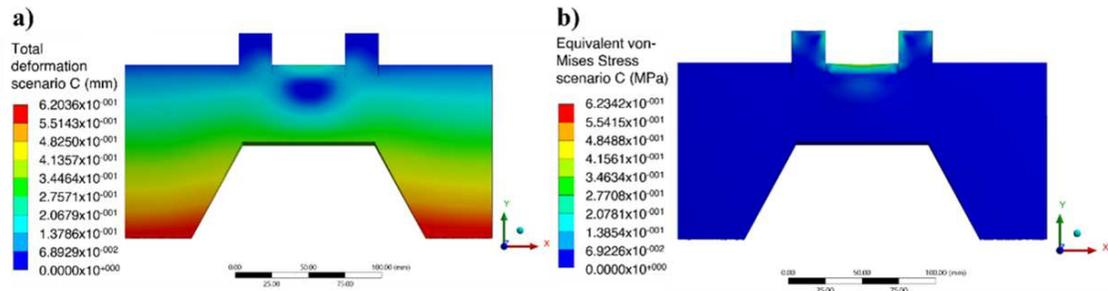 a)
Total
deformation
scenario C (mm)
6.2036x10-001
5.5143x10-001
4.8250x10-001
4.1357x10-001
3.4464x10-001
2.7571x10-001
2.0679x10-001
1.3786x10-001
6.8929x10-002
0.0000x10+000
Y
X
0.00 50.00 100.00 (mm)
25.00 75.00
b)
Equivalent von-
Mises Stress
scenario C (MPa)
6.2342x10-001
5.5415x10-001
4.8488x10-001
4.1561x10-001
3.4634x10-001
2.7708x10-001
2.0781x10-001
1.3854x10-001
6.9226x10-002
0.0000x10+000
Y
X
0.00 50.00 100.00 (mm)
25.00 75.00